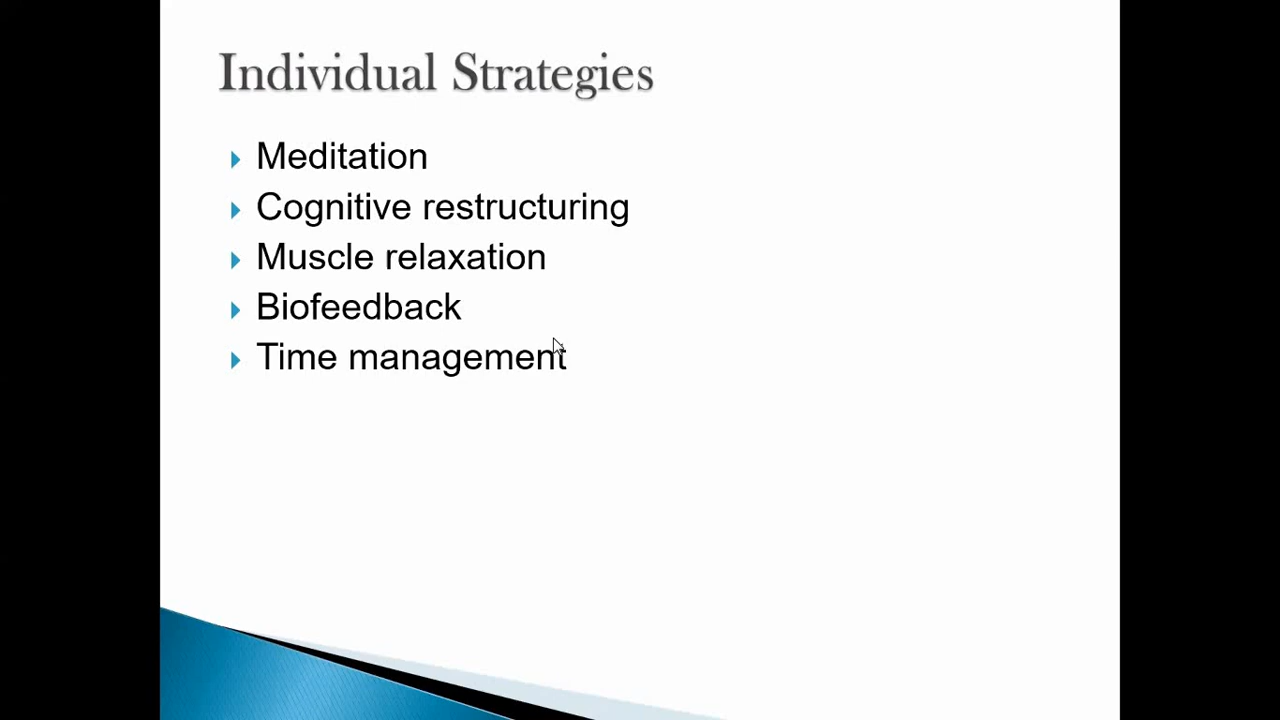 Individual Strategies
Meditation
Cognitive restructuring
Muscle relaxation
Biofeedback
Time management